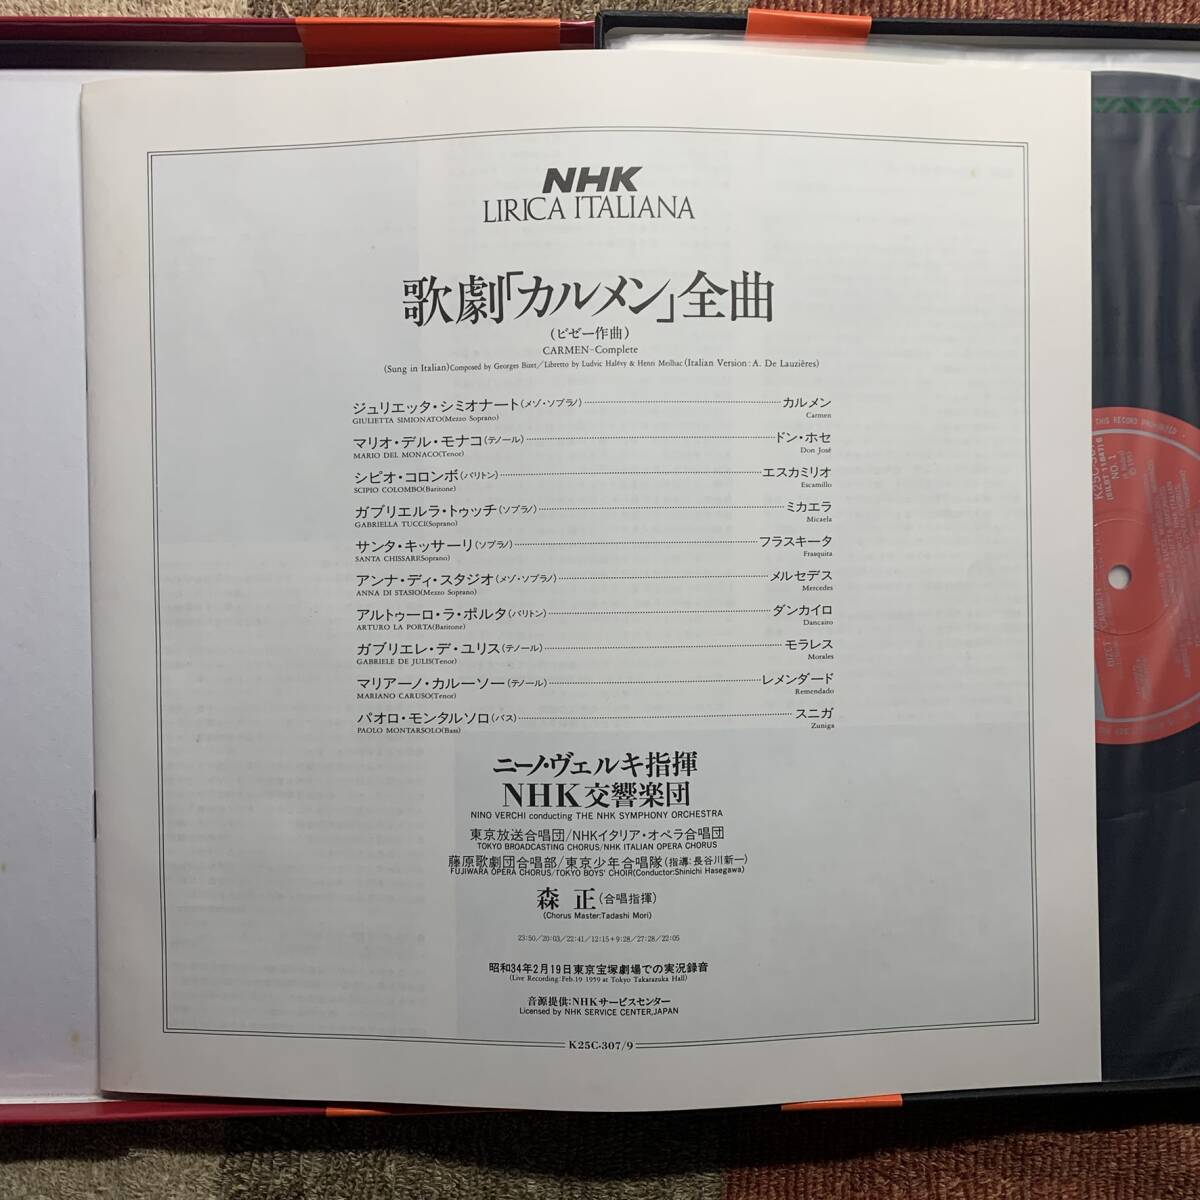 NHK
LIRICA ITALIANA
歌劇「カルメン」全曲
(ビゼー作曲)
CARMEN-Complete
(Sung in Italian)Composed by Georges Bizet/Libretto by Ludvic Halévy & Henri Meilhac(Italian Version: A. De Lauzières)
ジュリエッタ・シミオナート(メゾ・ソプラノ) カルメン
GIULIETTA SIMIONATO(Mezzo Soprano) Carmen
マリオ・デル・モナコ(テノール) ドン・ホセ
MARIO DEL MONACO(Tenor) Don José
シピオ・コロンボ(バリトン) エスカミリオ
SCIPIO COLOMBO(Baritone) Escamillo
ガブリエルラ・トゥッチ(ソプラノ) ミカエラ
GABRIELLA TUCCI(Soprano) Micaela
サンタ・キッサーリ(ソプラノ) フラスキータ
SANTA CHISSARI(Soprano) Frasquita
アンナ・ディ・スタジオ(メゾ・ソプラノ) メルセデス
ANNA DI STASIO(Mezzo Soprano) Mercedes
アルトゥーロ・ラ・ポルタ(バリトン) ダンカイロ
ARTURO LA PORTA(Baritone) Dancairo
ガブリエレ・デ・ユリス(テノール) モラレス
GABRIELE DE JULIS(Tenor) Morales
マリアーノ・カルーソー(テノール) レメンダード
MARIANO CARUSO(Tenor) Remendado
パオロ・モンタルソロ(バス) スニガ
PAOLO MONTARSOLO(Bass) Zuniga
ニーノ・ヴェルキ指揮
NHK交響楽団
NINO VERCHI conducting THE NHK SYMPHONY ORCHESTRA
東京放送合唱団/NHKイタリア・オペラ合唱団
TOKYO BROADCASTING CHORUS/NHK ITALIAN OPERA CHORUS
藤原歌劇団合唱部/東京少年合唱隊(指導:長谷川新一)
FUJIWARA OPERA CHORUS/TOKYO BOYS' CHOIR(Conductor:Shinichi Hasegawa)
森 正(合唱指揮)
(Chorus Master:Tadashi Mori)
23:50/20:03/22:41/12:15+9:28/27:28/22:05
昭和34年2月19日東京宝塚劇場での実況録音
(Live Recording: Feb.19 1959 at Tokyo Takarazuka Hall)
音源提供:NHKサービスセンター
Licensed by NHK SERVICE CENTER,JAPAN
K25C-307/9
THIS RECORD PROHIBITED
K25C-307
NO. 1